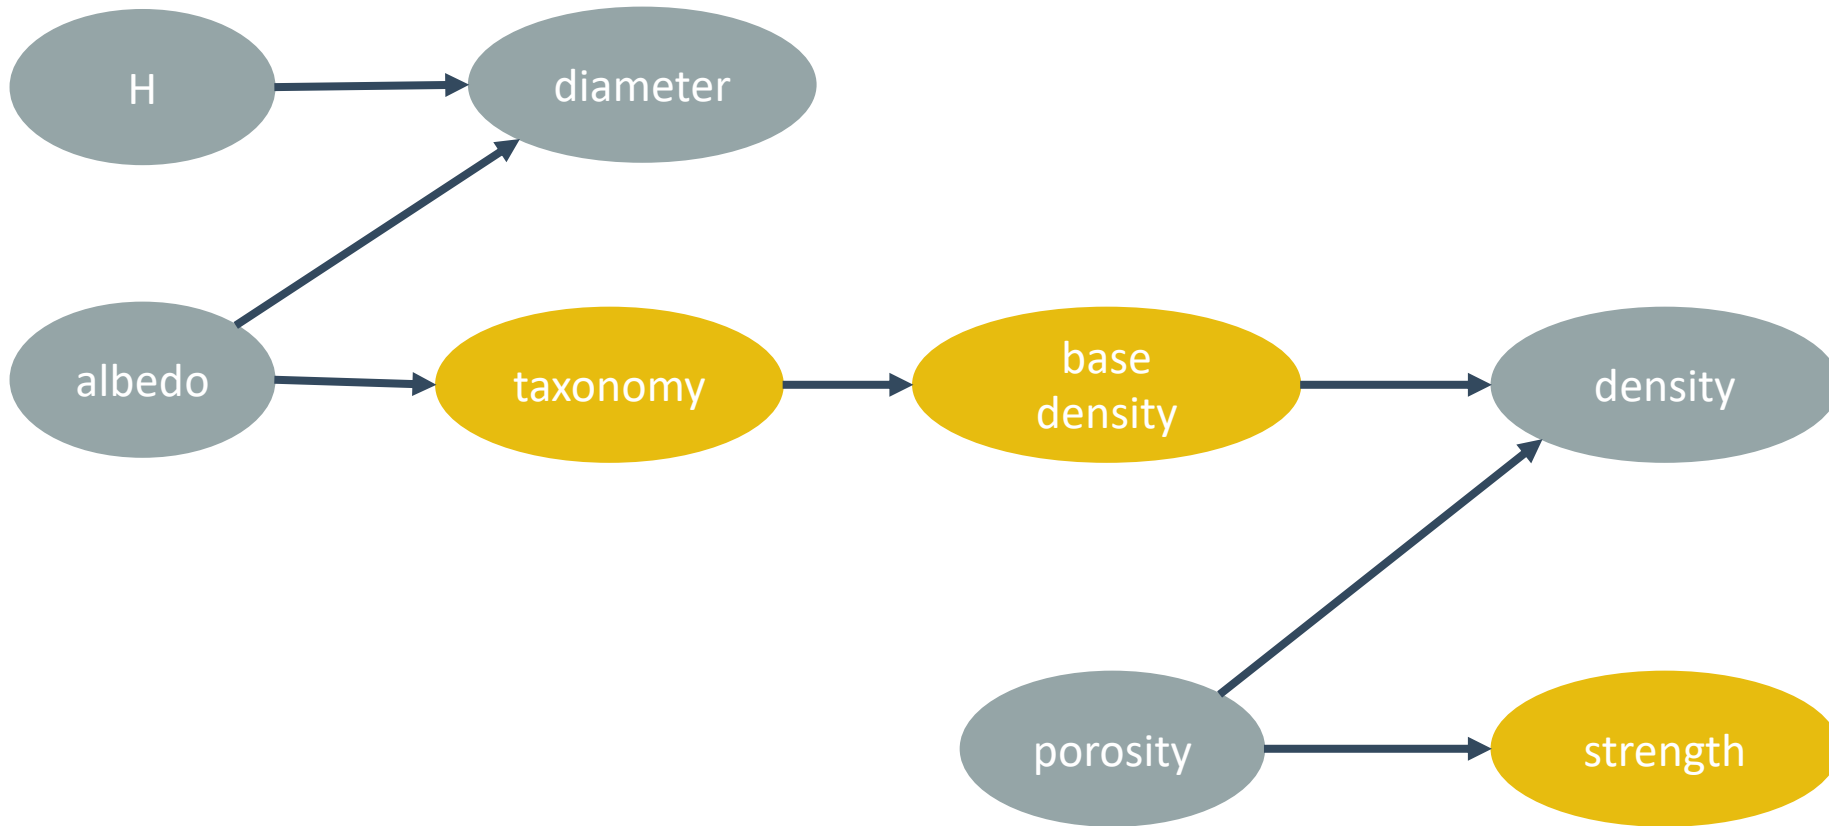 H
diameter
albedo
taxonomy
base
density
density
porosity
strength